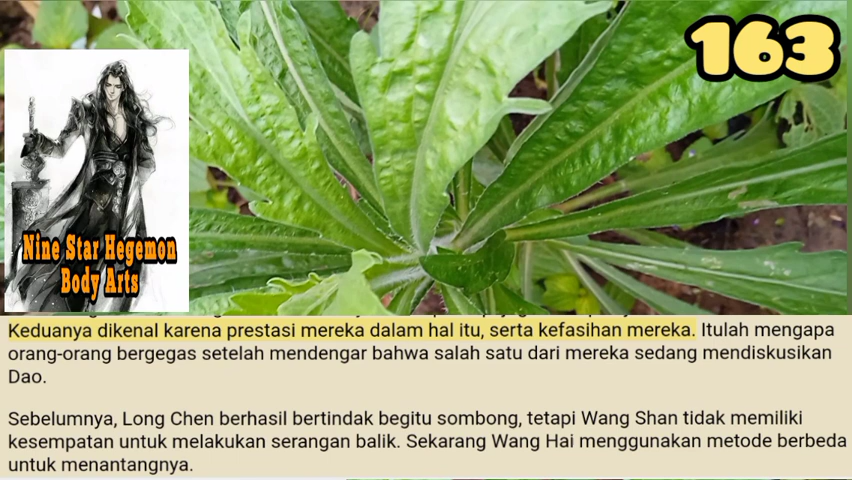 163
Nine Star Hegemon
Body Arts
Keduanya dikenal karena prestasi mereka dalam hal itu, serta kefasihan mereka. Itulah mengapa
orang-orang bergegas setelah mendengar bahwa salah satu dari mereka sedang mendiskusikan
Dao.
Sebelumnya, Long Chen berhasil bertindak begitu sombong, tetapi Wang Shan tidak memiliki
kesempatan untuk melakukan serangan balik. Sekarang Wang Hai menggunakan metode berbeda
untuk menantangnya.